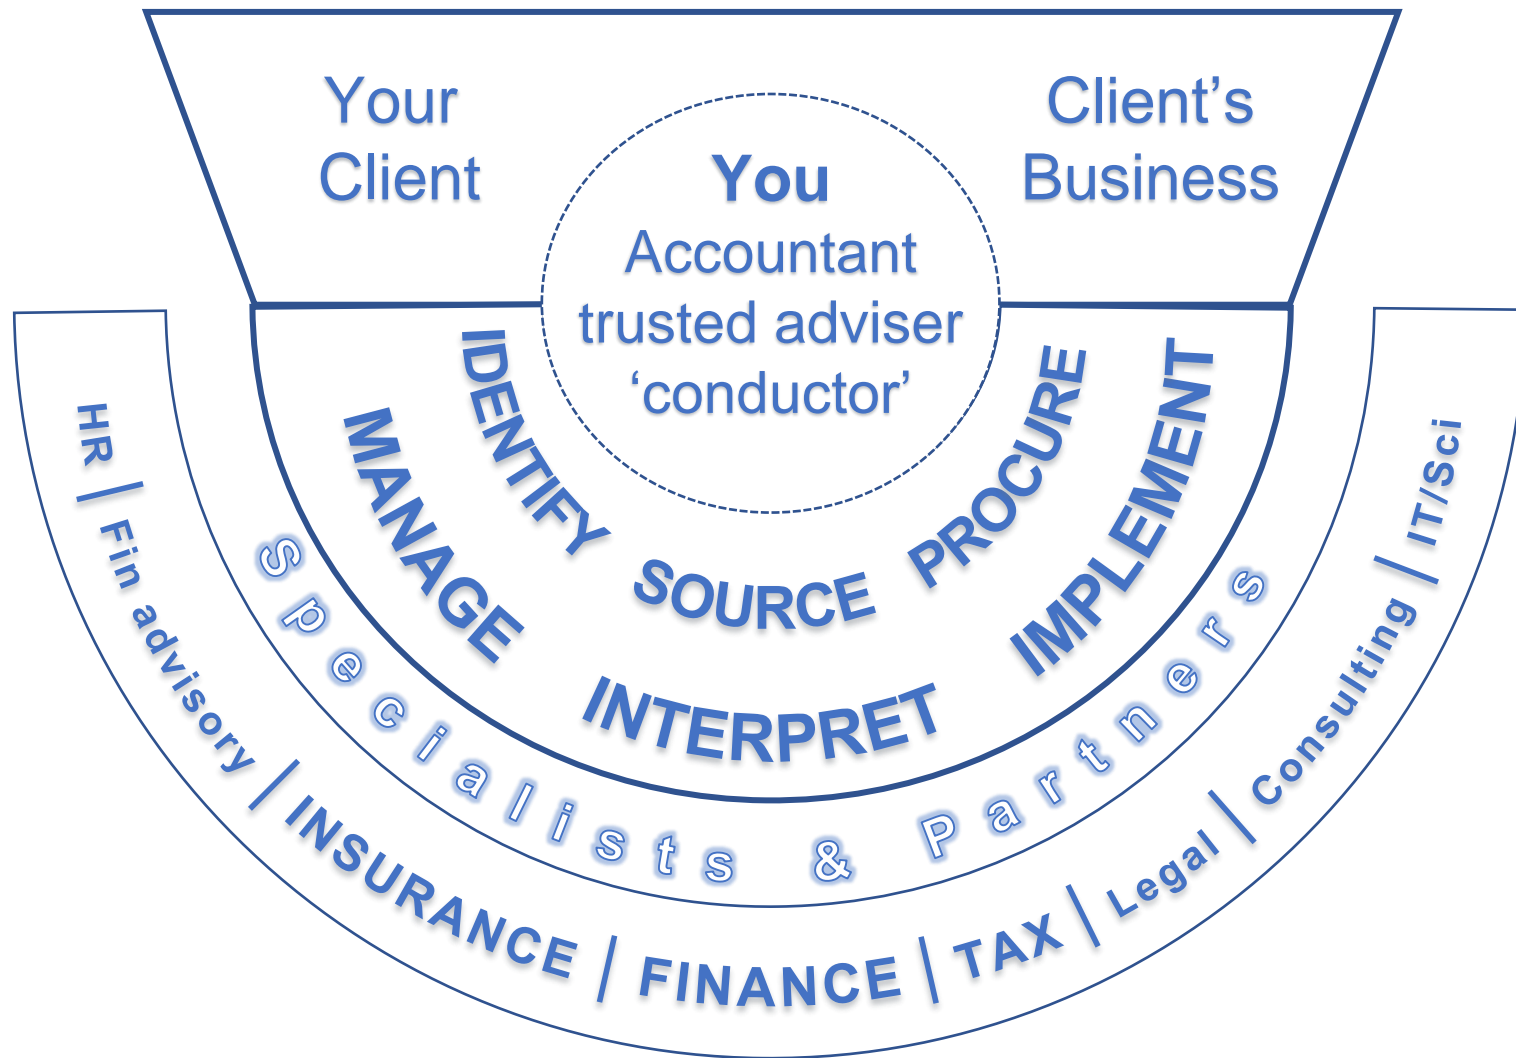 Your
Client
You
Accountant
trusted adviser
‘conductor’
Client’s
Business
IDENTIFY SOURCE PROCURE
MANAGE INTERPRET IMPLEMENT
Specialists & Partners
HR | Fin advisory | INSURANCE | FINANCE | TAX | Legal | Consulting | IT/Sci